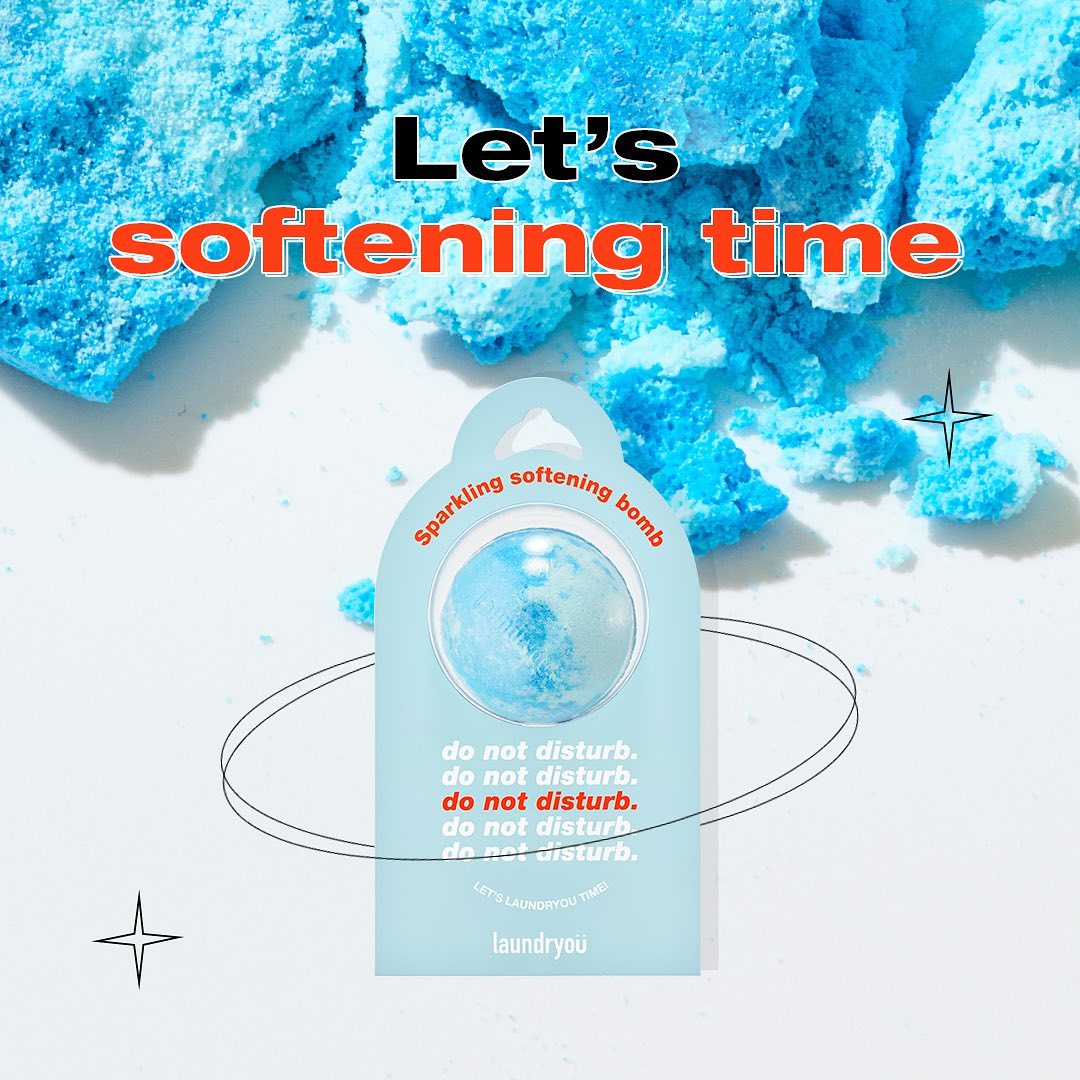 Let’s
softening time
Sparkling softening bomb
do not disturb.
do not disturb.
do not disturb.
do not disturb.
do not disturb.
LET'S LAUNDRYOÜ TIME!
laundryoü